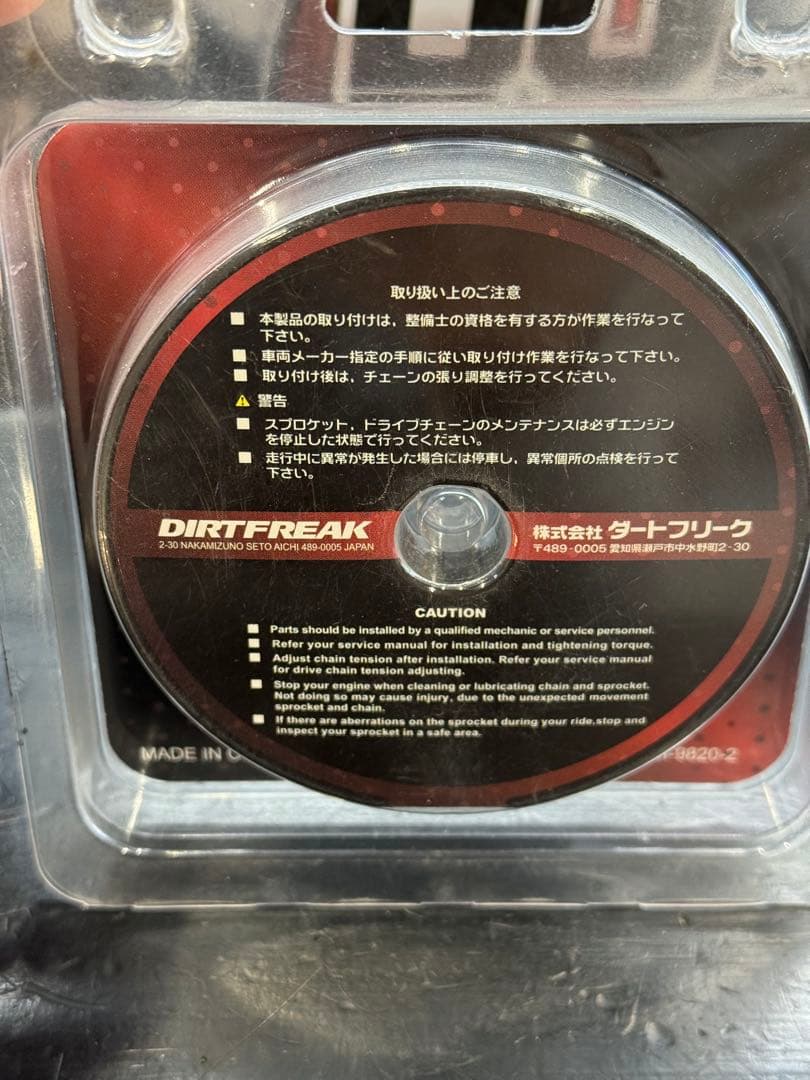 取り扱い上のご注意
■ 本製品の取り付けは、整備士の資格を有する方が作業を行なって
下さい。
■ 車両メーカー指定の手順に従い取り付け作業を行なって下さい。
■ 取り付け後は、チェーンの張り調整を行ってください。
⚠ 警告
■ スプロケット、ドライブチェーンのメンテナンスは必ずエンジン
を停止した状態で行ってください。
■ 走行中に異常が発生した場合には停車し、異常個所の点検を行って
下さい。
DIRTFREAK
2-30 NAKAMIZUNO SETO AICHI 489-0005 JAPAN
株式会社 ダートフリーク
〒489-0005 愛知県瀬戸市中水野町2-30
CAUTION
■ Parts should be installed by a qualified mechanic or service personnel.
■ Refer your service manual for installation and tightening torque.
■ Adjust chain tension after installation. Refer your service manual
for drive chain tension adjusting.
■ Stop your engine when cleaning or lubricating chain and sprocket.
Not doing so may cause injury, due to the unexpected movement
sprocket and chain.
■ If there are aberrations on the sprocket during your ride,stop and
inspect your sprocket in a safe area.
MADE IN
-9820-2